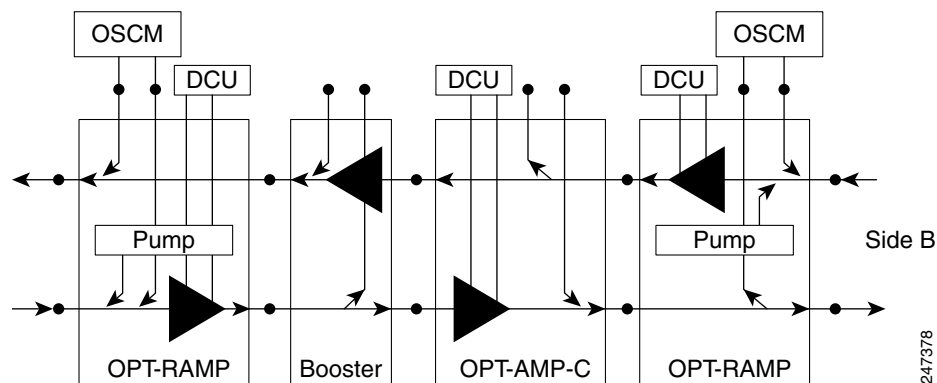 OSCM
OSCM
DCU
DCU
DCU
Pump
Pump
Side B
OPT-RAMP
Booster
OPT-AMP-C
OPT-RAMP
247378